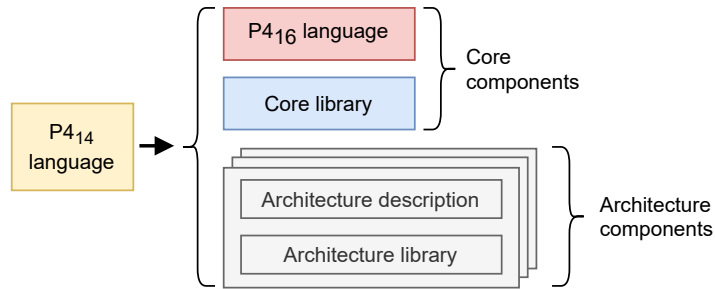 P4₁₄
language
P4₁₆ language
Core library
Core
components
Architecture description
Architecture library
Architecture
components